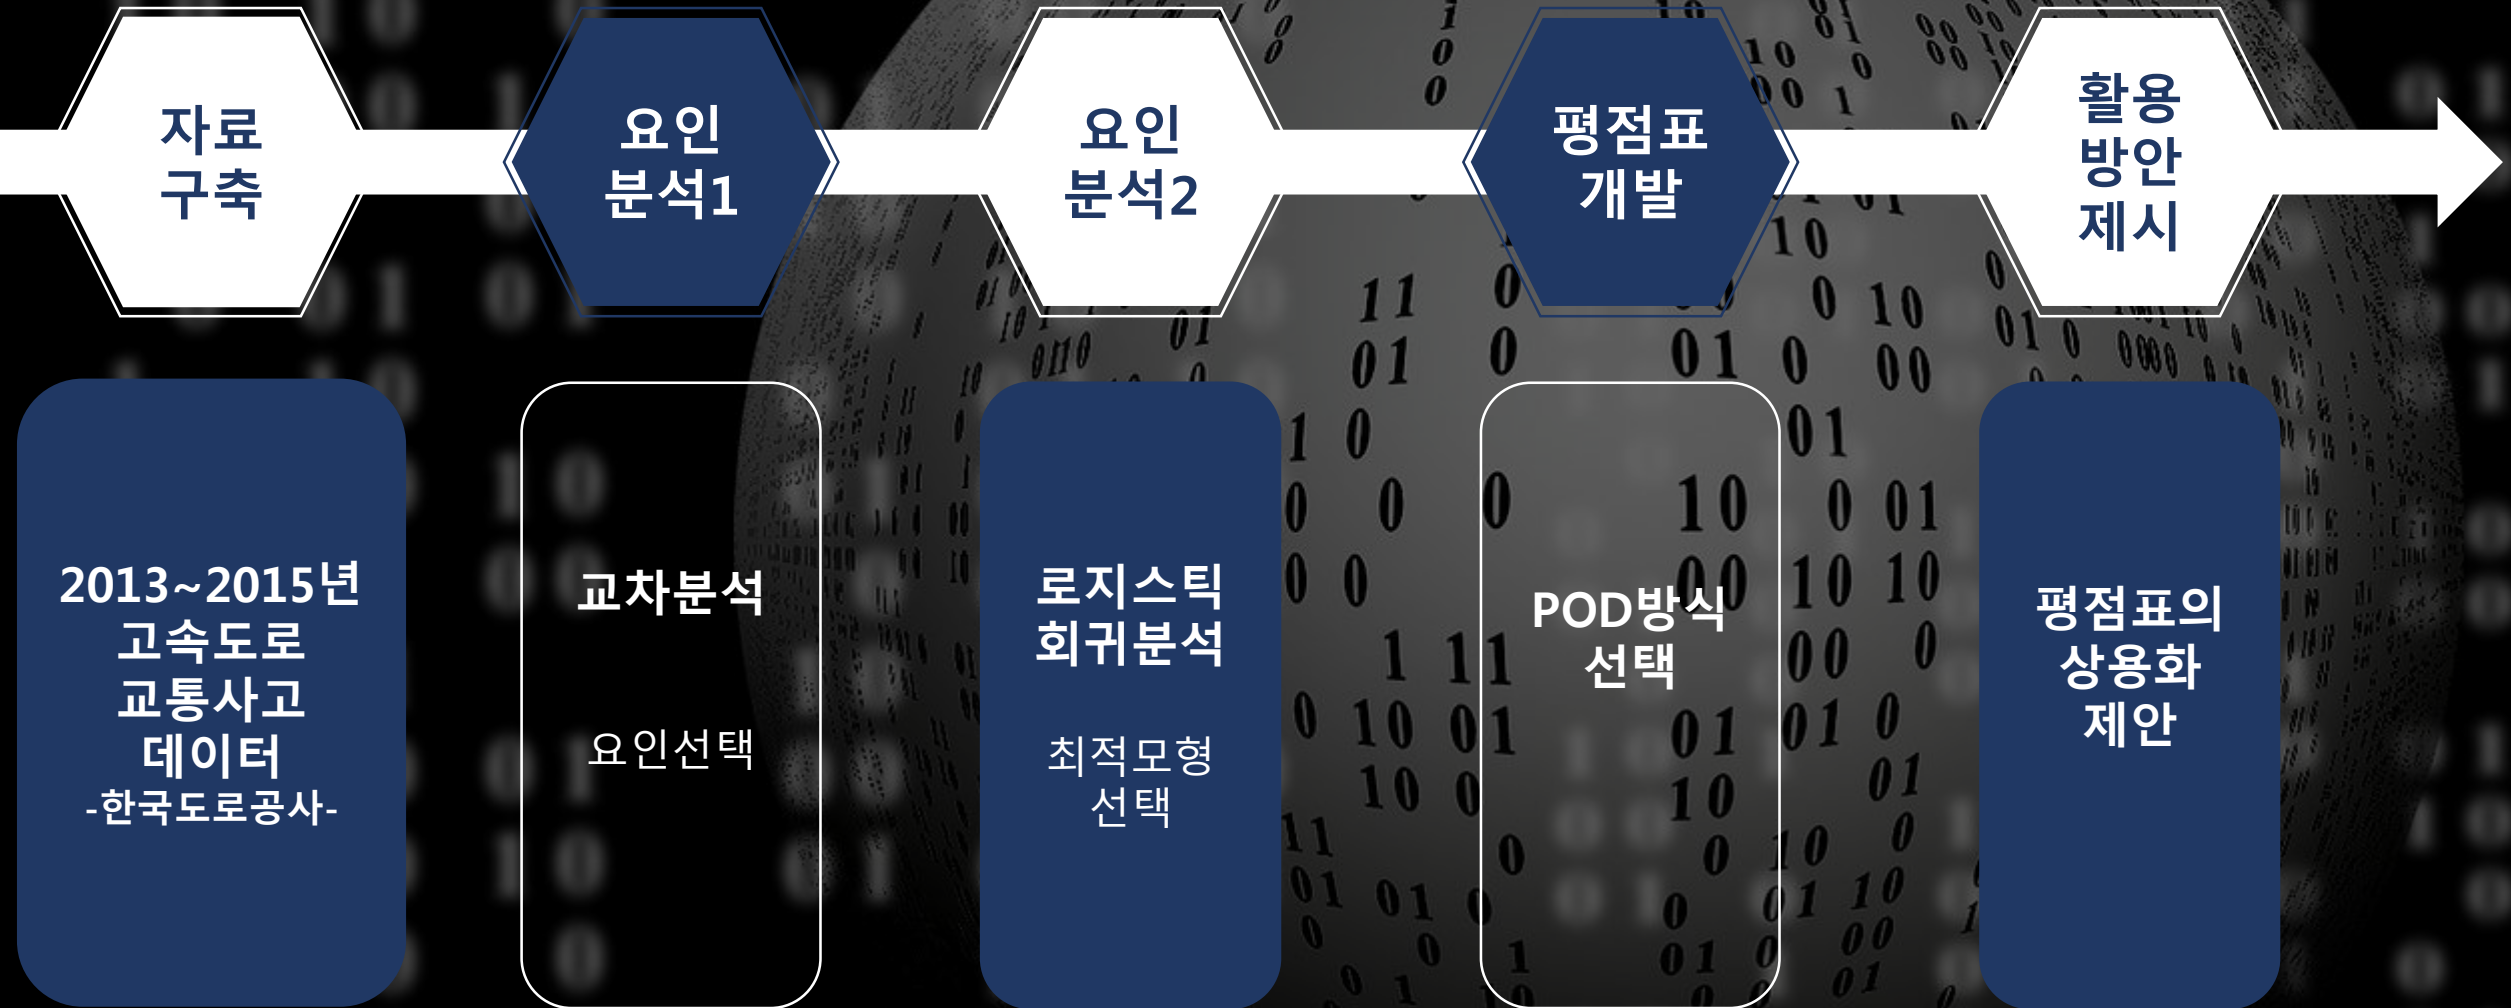 자료
구축
요인
분석1
요인
분석2
평점표
개발
활용
방안
제시
2013~2015년
고속도로
교통사고
데이터
-한국도로공사-
교차분석
요인선택
로지스틱
회귀분석
최적모형
선택
POD방식
선택
평점표의
상용화
제안